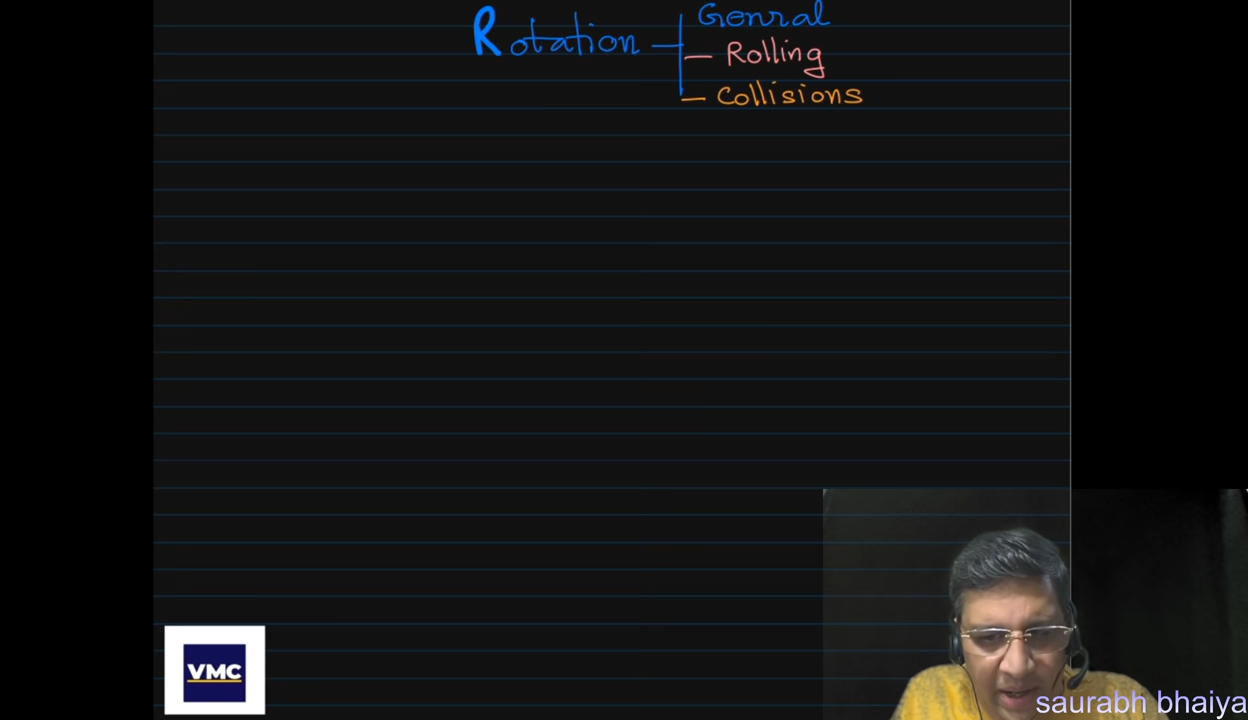 Rotation — Genral
— Rolling
— Collisions
VMC
saurabh bhaiya